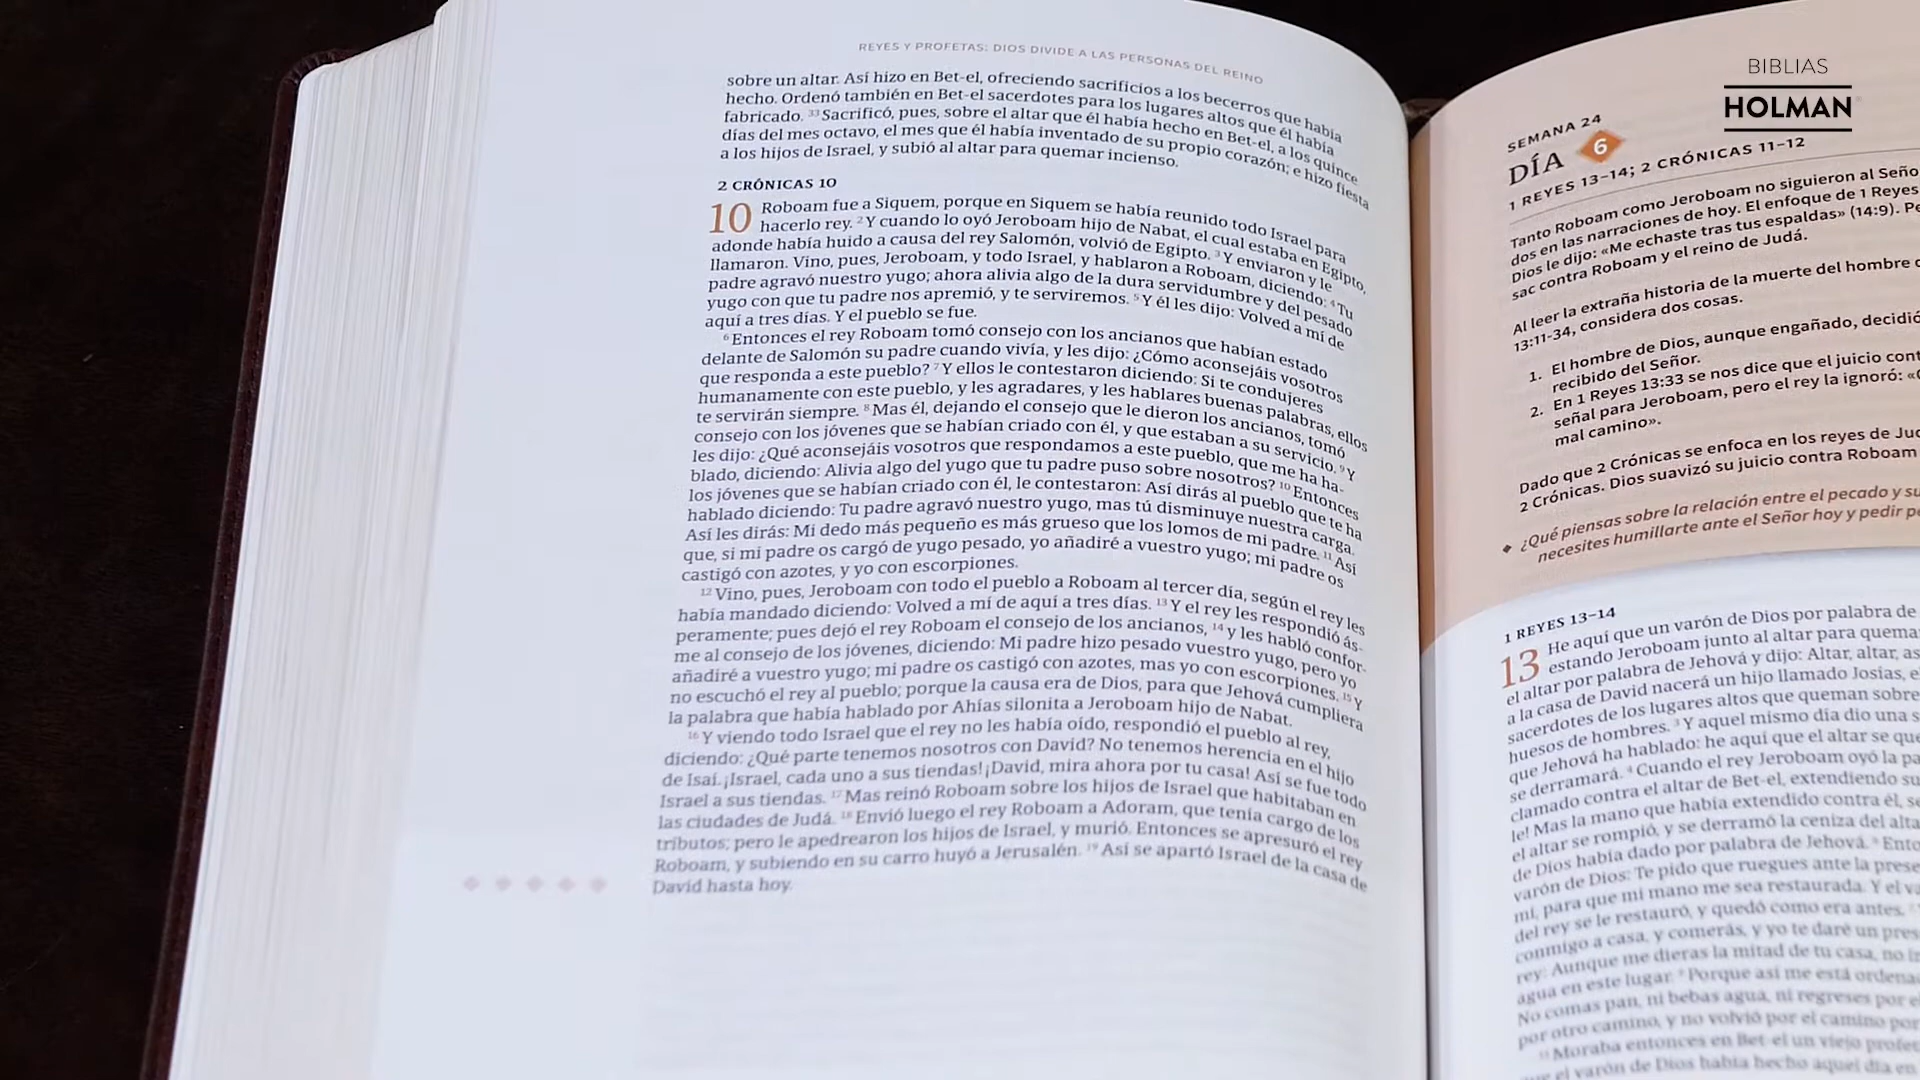 REYES Y PROFETAS: DIOS DIVIDE A LAS PERSONAS DEL REINO
sobre un altar. Así hizo en Bet-el, ofreciendo sacrificios a los becerros que había
hecho. Ordenó también en Bet-el sacerdotes para los lugares altos que él había
fabricado. 33 Sacrificó, pues, sobre el altar que él había hecho en Bet-el, a los quince
días del mes octavo, el mes que él había inventado de su propio corazón; e hizo fiesta
a los hijos de Israel, y subió al altar para quemar incienso.
2 CRÓNICAS 10
10 Roboam fue a Siquem, porque en Siquem se había reunido todo Israel para
hacerlo rey. 2 Y cuando lo oyó Jeroboam hijo de Nabat, el cual estaba en Egipto,
adonde había huido a causa del rey Salomón, volvió de Egipto. 3 Y enviaron y le
llamaron. Vino, pues, Jeroboam, y todo Israel, y hablaron a Roboam, diciendo: 4 Tu
padre agravó nuestro yugo; ahora alivia algo de la dura servidumbre y del pesado
yugo con que tu padre nos apremió, y te serviremos. 5 Y él les dijo: Volved a mí de
aquí a tres días. Y el pueblo se fue.
6 Entonces el rey Roboam tomó consejo con los ancianos que habían estado
delante de Salomón su padre cuando vivía, y les dijo: ¿Cómo aconsejáis vosotros
que responda a este pueblo? 7 Y ellos le contestaron diciendo: Si te condujeres
humanamente con este pueblo, y les agradares, y les hablares buenas palabras, ellos
te servirán siempre. 8 Mas él, dejando el consejo que le dieron los ancianos, tomó
consejo con los jóvenes que se habían criado con él, y que estaban a su servicio. 9 Y
les dijo: ¿Qué aconsejáis vosotros que respondamos a este pueblo, que me ha ha-
blado, diciendo: Alivia algo del yugo que tu padre puso sobre nosotros? 10 Entonces
los jóvenes que se habían criado con él, le contestaron: Así dirás al pueblo que te ha
hablado diciendo: Tu padre agravó nuestro yugo, mas tú disminuye nuestra carga.
Así les dirás: Mi dedo más pequeño es más grueso que los lomos de mi padre. 11 Así
que, si mi padre os cargó de yugo pesado, yo añadiré a vuestro yugo; mi padre os
castigó con azotes, y yo con escorpiones.
12 Vino, pues, Jeroboam con todo el pueblo a Roboam al tercer día, según el rey les
había mandado diciendo: Volved a mí de aquí a tres días. 13 Y el rey les respondió ás-
peramente; pues dejó el rey Roboam el consejo de los ancianos, 14 y les habló confor-
me al consejo de los jóvenes, diciendo: Mi padre hizo pesado vuestro yugo, pero yo
añadiré a vuestro yugo; mi padre os castigó con azotes, mas yo con escorpiones. 15 Y
no escuchó el rey al pueblo; porque la causa era de Dios, para que Jehová cumpliera
la palabra que había hablado por Ahías silonita a Jeroboam hijo de Nabat.
16 Y viendo todo Israel que el rey no les había oído, respondió el pueblo al rey,
diciendo: ¿Qué parte tenemos nosotros con David? No tenemos herencia en el hijo
de Isaí. ¡Israel, cada uno a sus tiendas! ¡David, mira ahora por tu casa! Así se fue todo
Israel a sus tiendas. 17 Mas reinó Roboam sobre los hijos de Israel que habitaban en
las ciudades de Judá. 18 Envió luego el rey Roboam a Adoram, que tenía cargo de los
tributos; pero le apedrearon los hijos de Israel, y murió. Entonces se apresuró el rey
Roboam, y subiendo en su carro huyó a Jerusalén. 19 Así se apartó Israel de la casa de
David hasta hoy.
BIBLIAS
HOLMAN
SEMANA 24
DÍA 6
1 REYES 13–14; 2 CRÓNICAS 11–12
Tanto Roboam como Jeroboam no siguieron al Seño
dos en las narraciones de hoy. El enfoque de 1 Reyes
Dios le dijo: «Me echaste tras tus espaldas» (14:9). Pe
sac contra Roboam y el reino de Judá.
Al leer la extraña historia de la muerte del hombre
13:11-34, considera dos cosas.
1. El hombre de Dios, aunque engañado, decidió
recibido del Señor.
2. En 1 Reyes 13:33 se nos dice que el juicio cont
señal para Jeroboam, pero el rey la ignoró:
mal camino».
Dado que 2 Crónicas se enfoca en los reyes de Jud
2 Crónicas. Dios suavizó su juicio contra Roboam
¿Qué piensas sobre la relación entre el pecado y su
necesites humillarte ante el Señor hoy y pedir
1 REYES 13–14
13 He aquí que un varón de Dios por palabra de
estando Jeroboam junto al altar para quema
el altar por palabra de Jehová y dijo: Altar, altar, as
a la casa de David nacerá un hijo llamado Josías, e
sacerdotes de los lugares altos que queman sobre
huesos de hombres. 3 Y aquel mismo día dio una s
que Jehová ha hablado: he aquí que el altar se que
se derramará. 4 Cuando el rey Jeroboam oyó la pa
clamado contra el altar de Bet-el, extendiendo su
le! Mas la mano que había extendido contra él, se
el altar se rompió, y se derramó la ceniza del alta
de Dios había dado por palabra de Jehová. Ento
varón de Dios: Te pido que ruegues ante la prese
mí, para que mi mano me sea restaurada. Y el va
del rey se le restauró, y quedó como era antes.
conmigo a casa, y comerás, y yo te daré un pres
rey: Aunque me dieras la mitad de tu casa, no i
agua en este lugar. Porque así me está ordena
No comas pan, ni bebas agua, ni regreses por e
por otro camino, y no volvió por el camino por
11 Moraba entonces en Bet-el un viejo profet
que el varón de Dios había hecho aquel día en